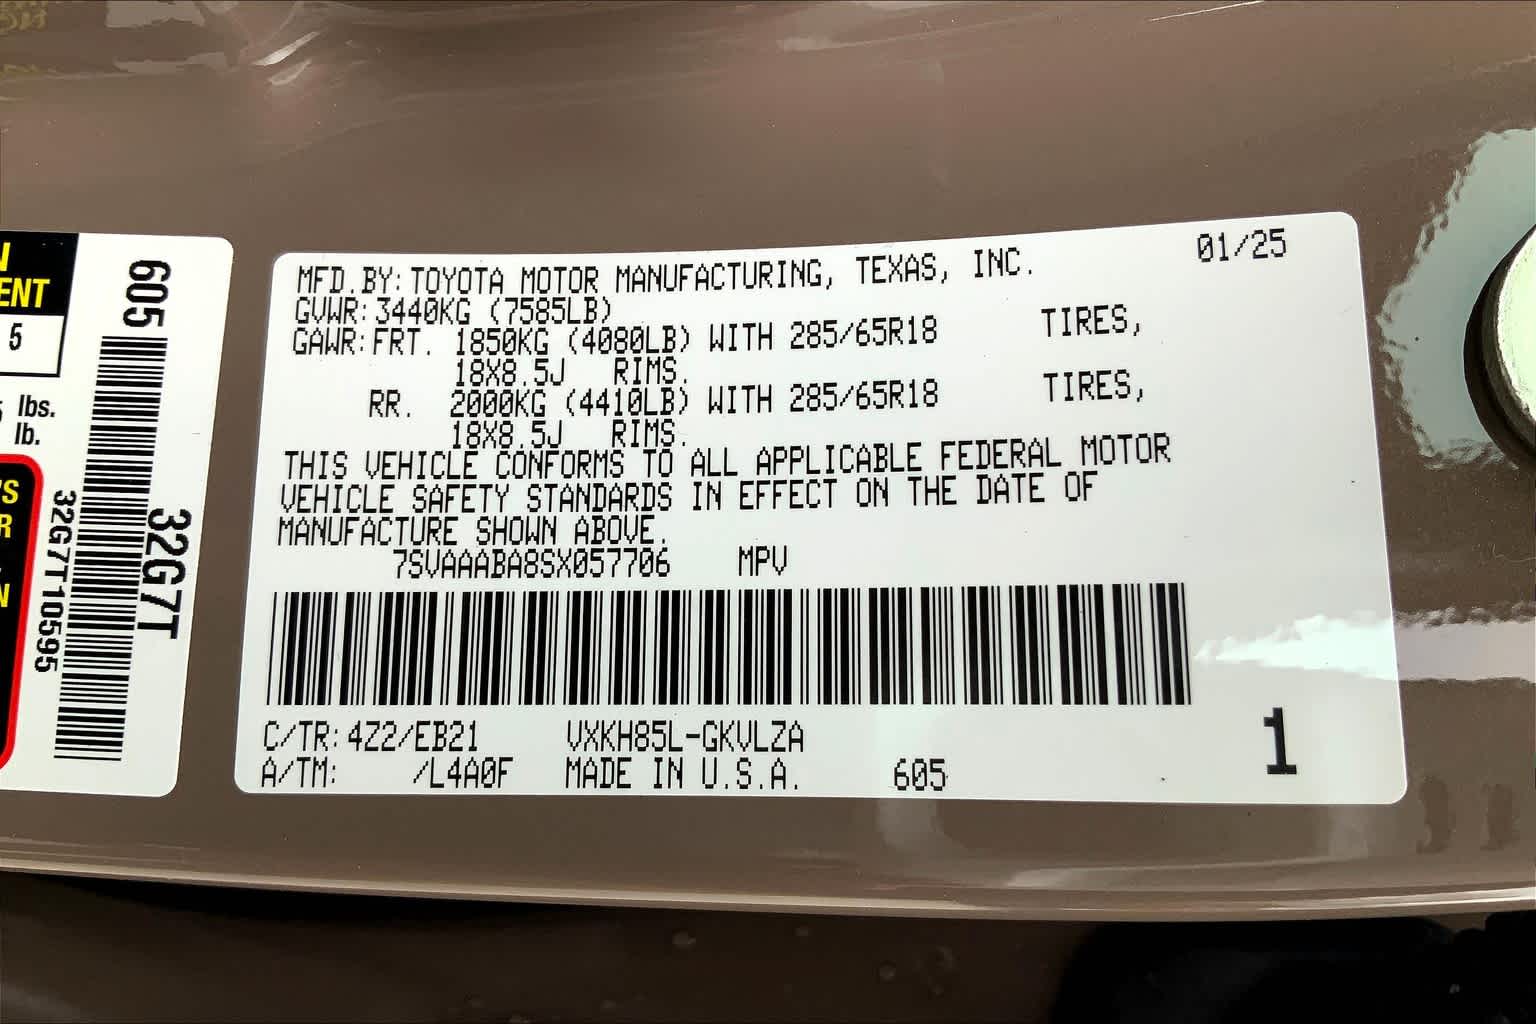 N
ENT
5
lbs.
lb.
605
32G7T
32G7T10595
MFD.BY:TOYOTA MOTOR MANUFACTURING, TEXAS, INC. 01/25
GVWR:3440KG (7585LB)
GAWR:FRT. 1850KG (4080LB) WITH 285/65R18 TIRES,
18X8.5J RIMS.
RR. 2000KG (4410LB) WITH 285/65R18 TIRES,
18X8.5J RIMS.
THIS VEHICLE CONFORMS TO ALL APPLICABLE FEDERAL MOTOR
VEHICLE SAFETY STANDARDS IN EFFECT ON THE DATE OF
MANUFACTURE SHOWN ABOVE.
7SVAAABA8SX057706 MPV
C/TR:4Z2/EB21 VXKH85L-GKVLZA
A/TM: /L4A0F MADE IN U.S.A. 605
1